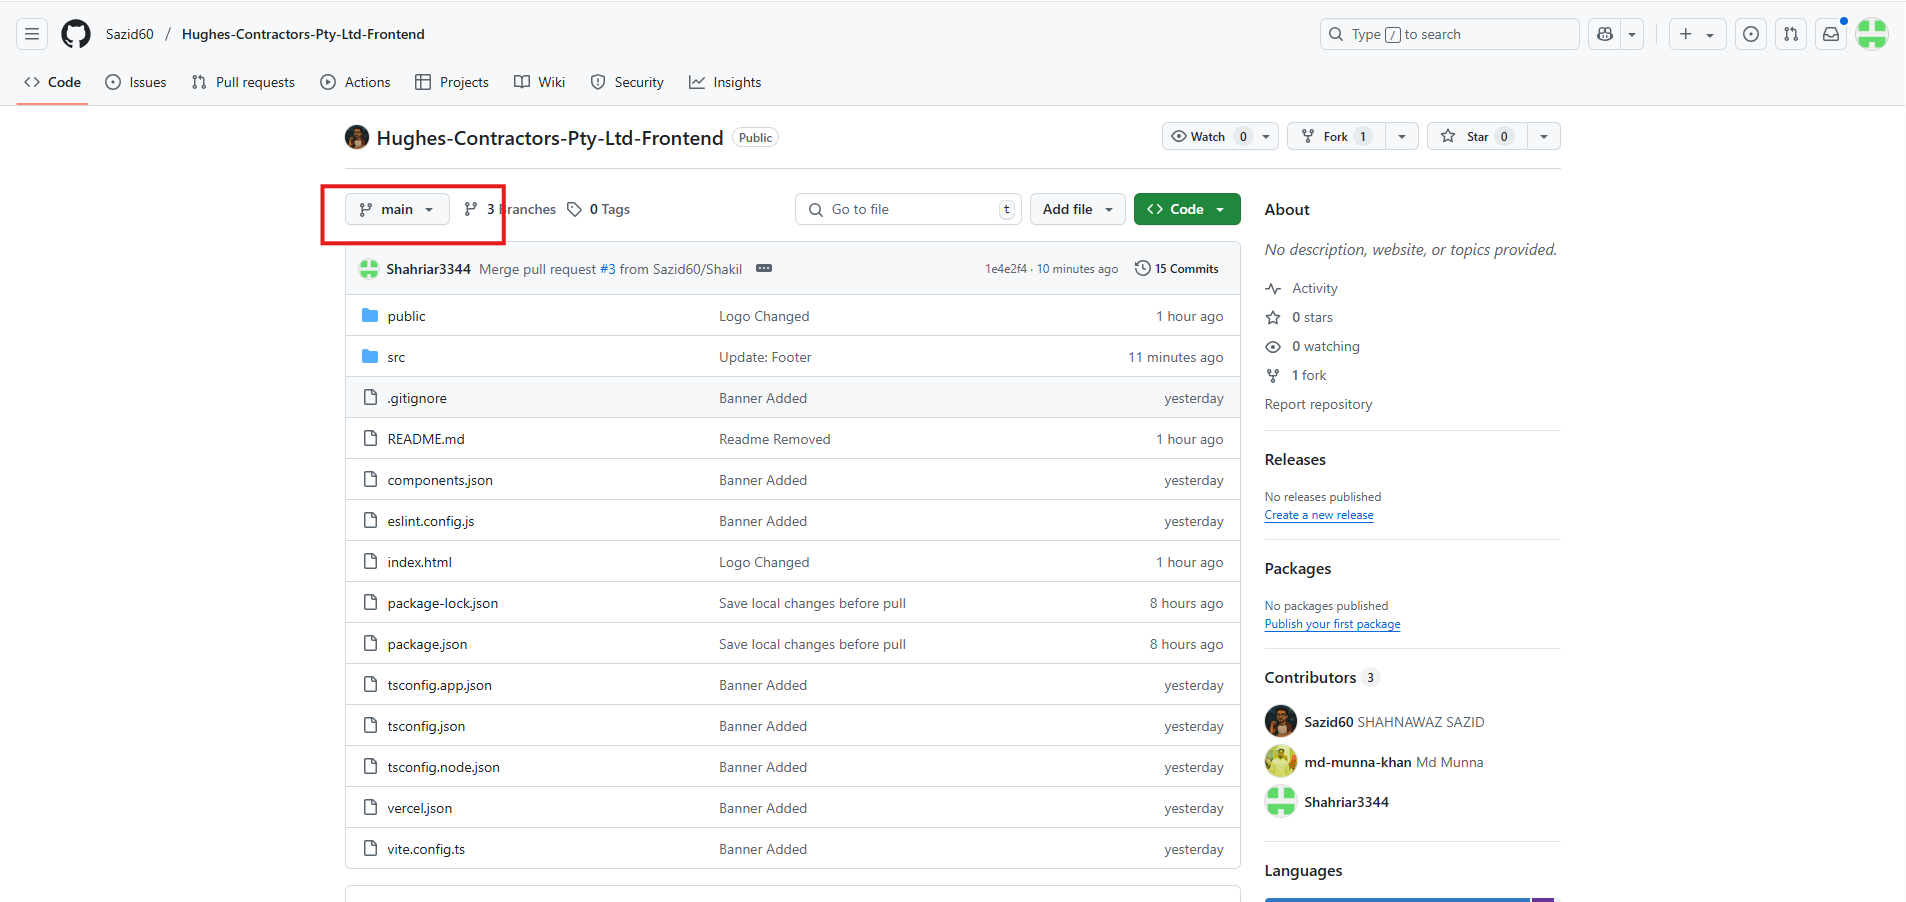 Sazid60 / Hughes-Contractors-Pty-Ltd-Frontend
Type / to search
Code Issues Pull requests Actions Projects Wiki Security Insights
Hughes-Contractors-Pty-Ltd-Frontend Public
Watch 0 Fork 1 Star 0
main 3 Branches 0 Tags
Go to file t Add file Code
Shahriar3344 Merge pull request #3 from Sazid60/Shakil 1e4e2f4 · 10 minutes ago 15 Commits
public Logo Changed 1 hour ago
src Update: Footer 11 minutes ago
.gitignore Banner Added yesterday
README.md Readme Removed 1 hour ago
components.json Banner Added yesterday
eslint.config.js Banner Added yesterday
index.html Logo Changed 1 hour ago
package-lock.json Save local changes before pull 8 hours ago
package.json Save local changes before pull 8 hours ago
tsconfig.app.json Banner Added yesterday
tsconfig.json Banner Added yesterday
tsconfig.node.json Banner Added yesterday
vercel.json Banner Added yesterday
vite.config.ts Banner Added yesterday
About
No description, website, or topics provided.
Activity
0 stars
0 watching
1 fork
Report repository
Releases
No releases published
Create a new release
Packages
No packages published
Publish your first package
Contributors 3
Sazid60 SHAHNAWAZ SAZID
md-munna-khan Md Munna
Shahriar3344
Languages